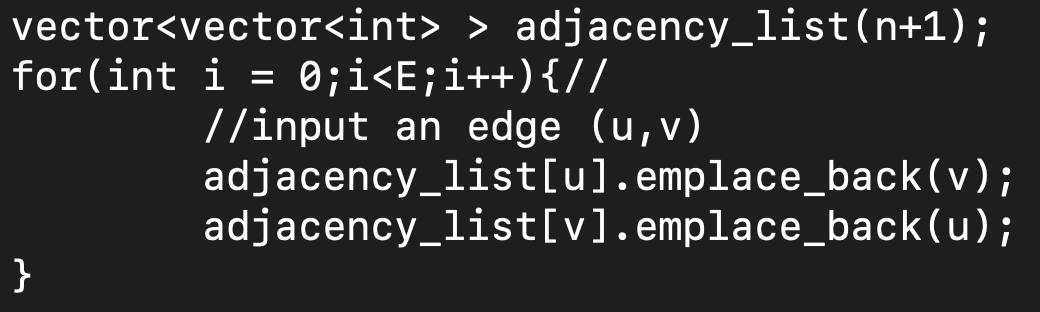 vector<vector<int> > adjacency_list(n+1);
for(int i = 0;i<E;i++){//
        //input an edge (u,v)
        adjacency_list[u].emplace_back(v);
        adjacency_list[v].emplace_back(u);
}